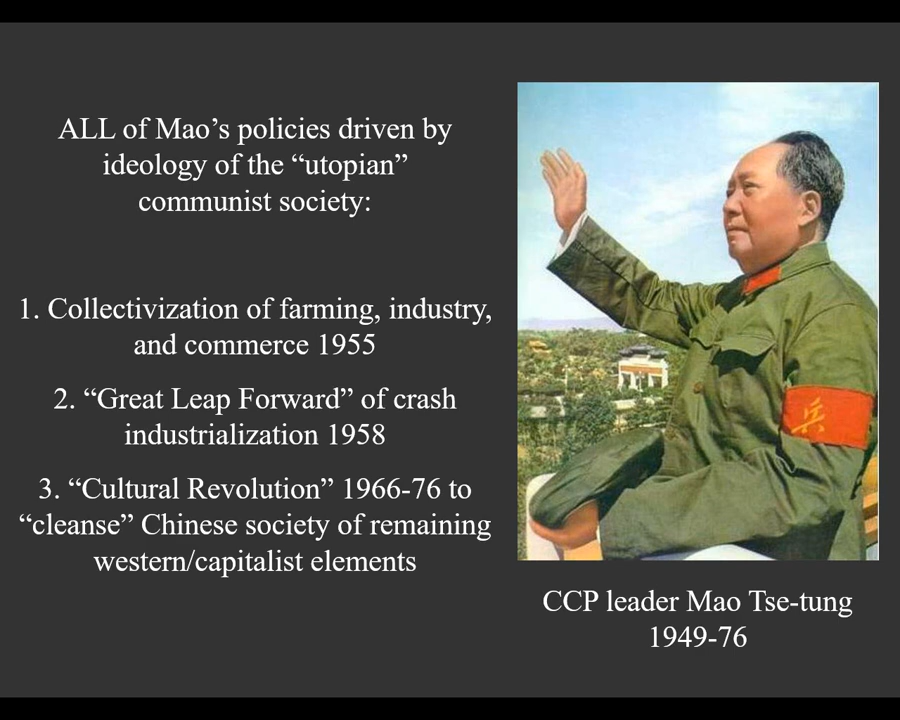 ALL of Mao’s policies driven by
ideology of the “utopian”
communist society:
1. Collectivization of farming, industry,
and commerce 1955
2. “Great Leap Forward” of crash
industrialization 1958
3. “Cultural Revolution” 1966-76 to
“cleanse” Chinese society of remaining
western/capitalist elements
兵
CCP leader Mao Tse-tung
1949-76